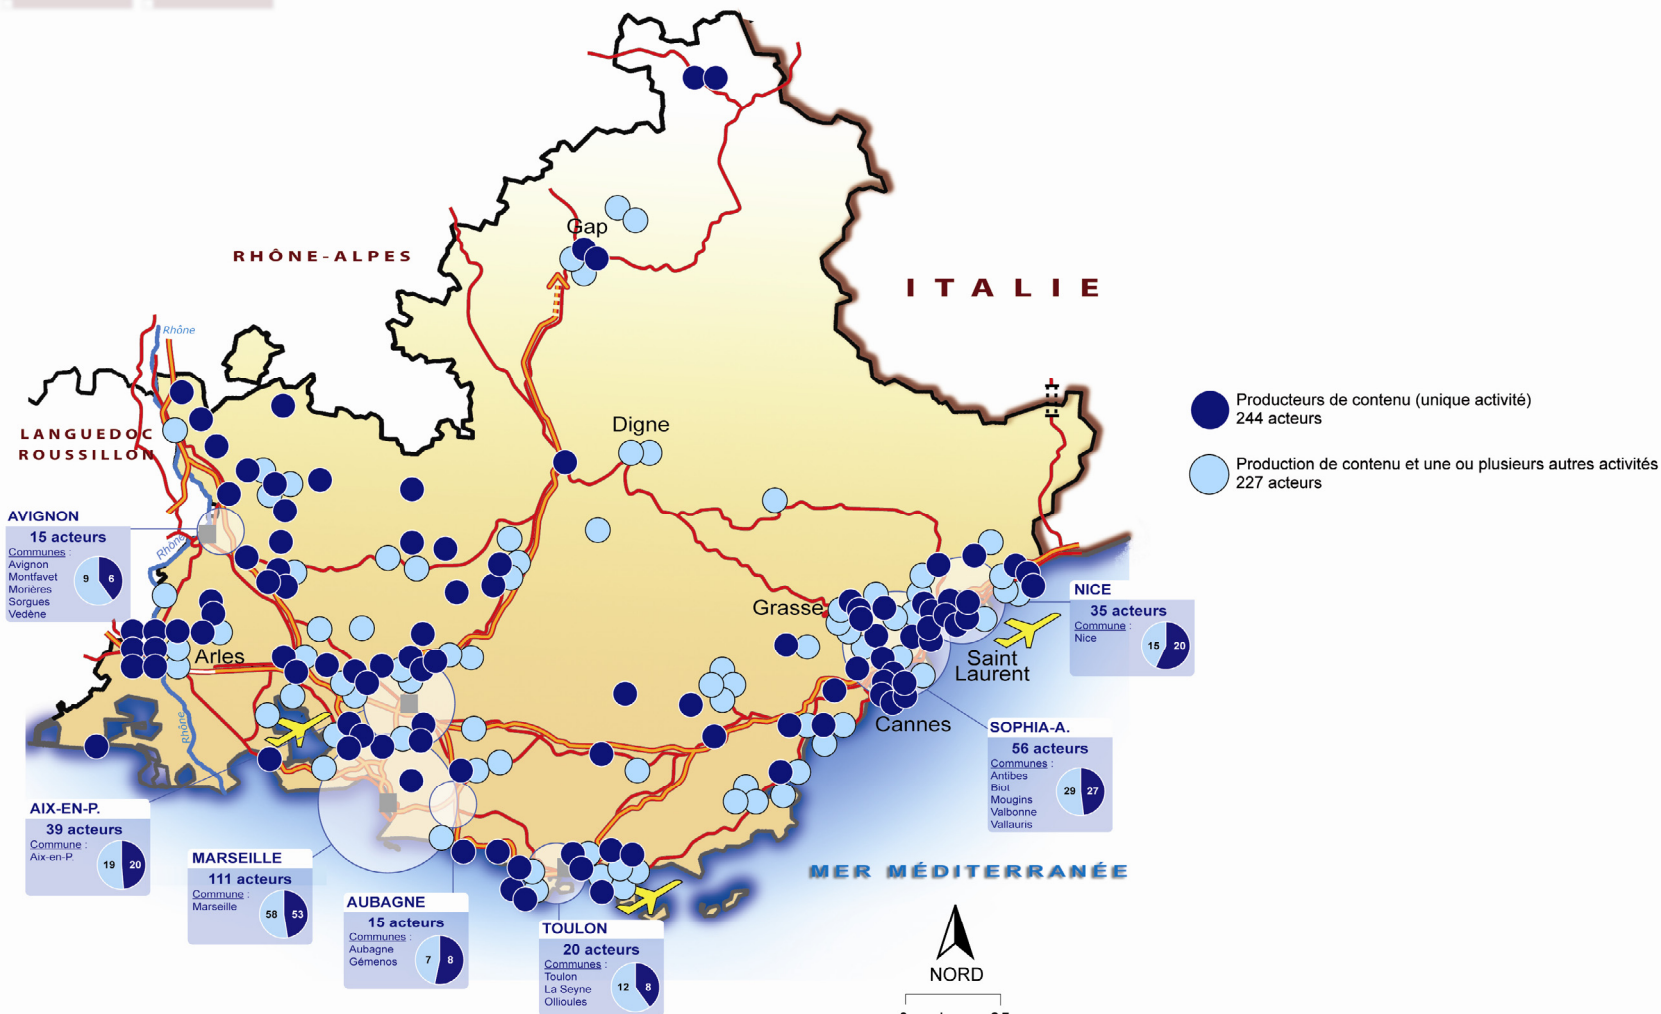 Gap
RHÔNE-ALPES
ITALIE
Rhône
Producteurs de contenu (unique activité)
244 acteurs
LANGUEDOC
ROUSSILLON
Digne
Production de contenu et une ou plusieurs autres activités
227 acteurs
AVIGNON
15 acteurs
Communes :
Avignon
Montfavet
Morières
Sorgues
Vedène
9
6
Rhône
Grasse
NICE
35 acteurs
Commune :
Nice
15
20
Arles
Saint
Laurent
Rhône
Cannes
SOPHIA-A.
56 acteurs
Communes :
Antibes
Biot
Mougins
Valbonne
Vallauris
29
27
AIX-EN-P.
39 acteurs
Commune :
Aix-en-P.
19
20
MARSEILLE
111 acteurs
Commune :
Marseille
58
53
MER MÉDITERRANÉE
AUBAGNE
15 acteurs
Communes :
Aubagne
Gémenos
7
8
TOULON
20 acteurs
Communes :
Toulon
La Seyne
Ollioules
12
8
NORD